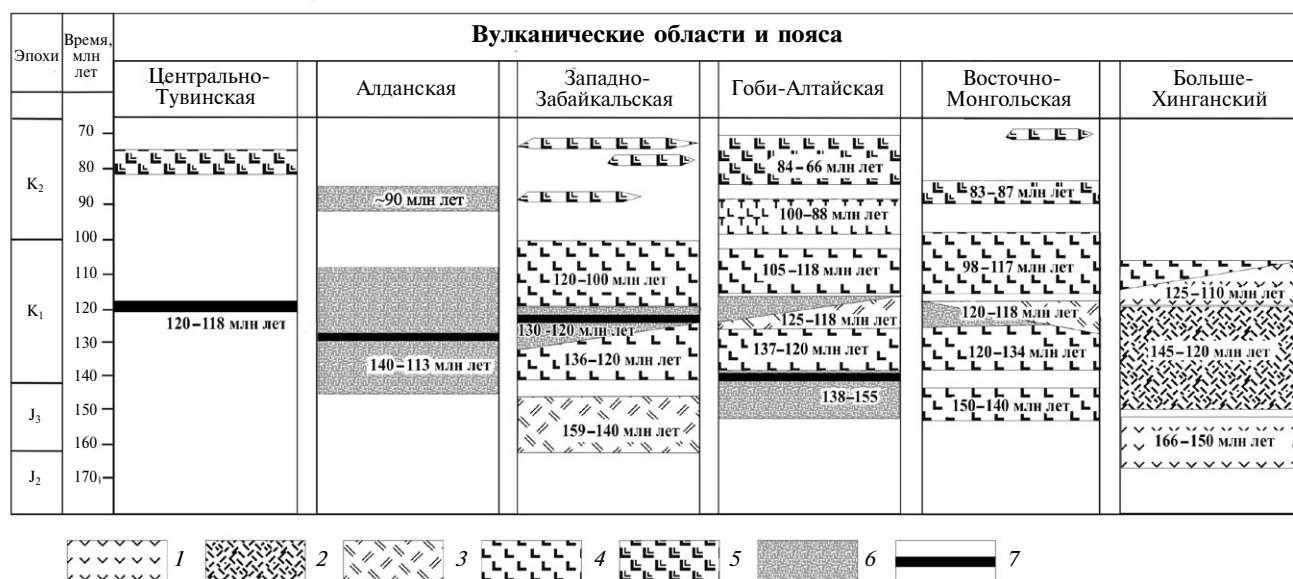 Эпохи
Время,
млн
лет
Вулканические области и пояса
Центрально-
Тувинская
Алданская
Западно-
Забайкальская
Гоби-Алтайская
Восточно-
Монгольская
Больше-
Хинганский
K2
K1
J3
J2
70
80
90
100
110
120
130
140
150
160
170
120–118 млн лет
~90 млн лет
140–113 млн лет
120–100 млн лет
130–120 млн лет
136–120 млн лет
159–140 млн лет
84–66 млн лет
100–88 млн лет
105–118 млн лет
125–118 млн лет
137–120 млн лет
138–155
83–87 млн лет
98–117 млн лет
120–118 млн лет
120–134 млн лет
150–140 млн лет
125–110 млн лет
145–120 млн лет
166–150 млн лет
1 2 3 4 5 6 7